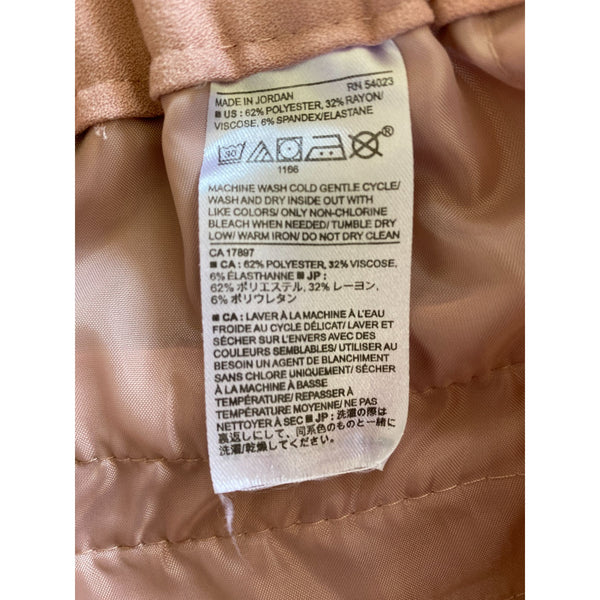 MADE IN JORDAN RN 54023
■ US : 62% POLYESTER, 32% RAYON/
VISCOSE, 6% SPANDEX/ELASTANE
30 ®
1166
MACHINE WASH COLD GENTLE CYCLE/
WASH AND DRY INSIDE OUT WITH
LIKE COLORS/ ONLY NON-CHLORINE
BLEACH WHEN NEEDED/ TUMBLE DRY
LOW/ WARM IRON/ DO NOT DRY CLEAN
CA 17897
■ CA : 62% POLYESTER, 32% VISCOSE,
6% ÉLASTHANNE ■ JP :
62% ポリエステル, 32% レーヨン,
6% ポリウレタン
■ CA : LAVER À LA MACHINE À L'EAU
FROIDE AU CYCLE DÉLICAT/ LAVER ET
SÉCHER SUR L'ENVERS AVEC DES
COULEURS SEMBLABLES/ UTILISER AU
BESOIN UN AGENT DE BLANCHIMENT
SANS CHLORE UNIQUEMENT/ SÉCHER
À LA MACHINE À BASSE
TEMPÉRATURE/ REPASSER À
TEMPÉRATURE MOYENNE/ NE PAS
NETTOYER À SEC ■ JP : 洗濯の際は
裏返しにして、同系色のものと一緒に
洗濯/乾燥してください。